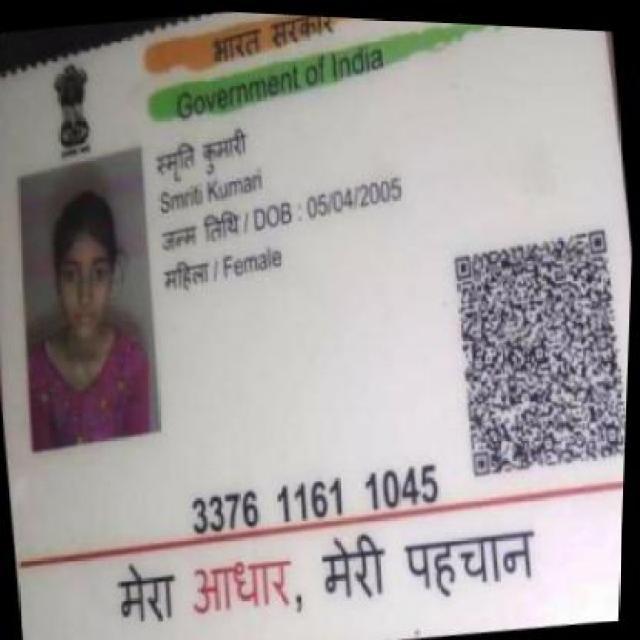 भारत सरकार
Government of India
स्मृति कुमारी
Smriti Kumari
जन्म तिथि / DOB : 05/04/2005
महिला / Female
3376 1161 1045
मेरा आधार, मेरी पहचान